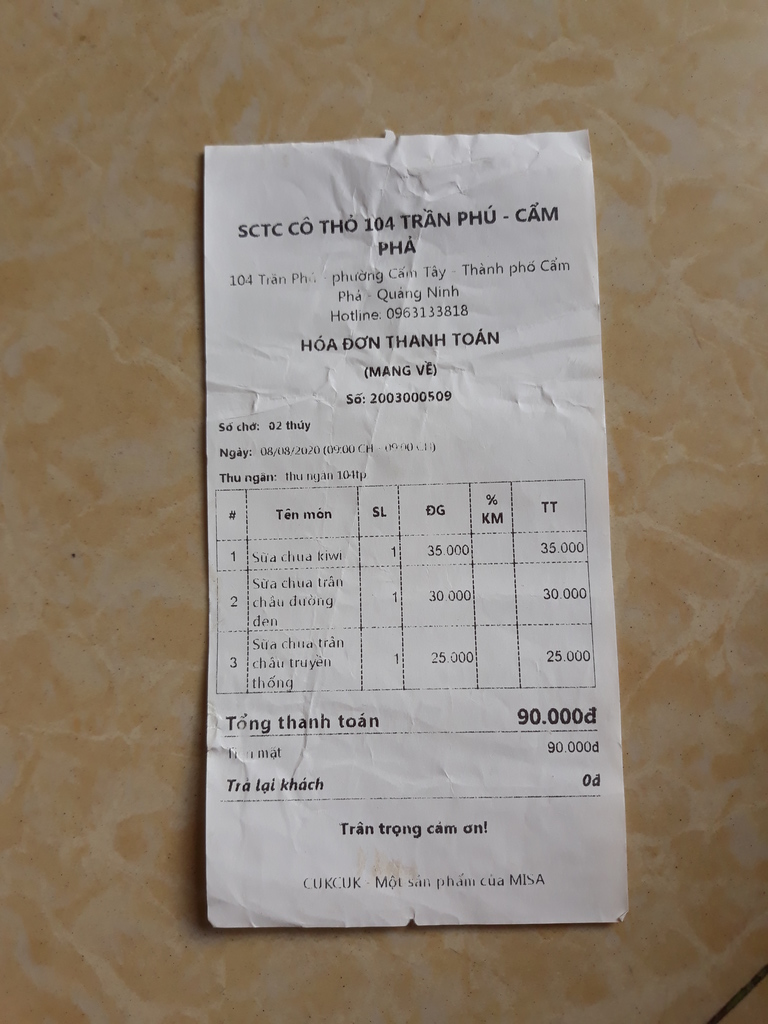 SCTC CÔ THỎ 104 TRẦN PHÚ - CẨM
PHẢ
104 Trần Phú - phường Cẩm Tây - Thành phố Cẩm
Phả - Quảng Ninh
Hotline: 0963133818
HÓA ĐƠN THANH TOÁN
(MANG VỀ)
Số: 2003000509
Số chờ: 02 thúy
Ngày: 08/08/2020 (09:00 CH - 09:00 CH)
Thu ngân: thu ngân 104tp
# Tên món SL ĐG % KM TT
1 Sữa chua kiwi 1 35.000 35.000
2 Sữa chua trân
châu đường
đen 1 30.000 30.000
3 Sữa chua trân
châu truyền
thống 1 25.000 25.000
Tổng thanh toán 90.000đ
Tiền mặt 90.000đ
Trả lại khách 0đ
Trân trọng cảm ơn!
CUKCUK - Một sản phẩm của MISA